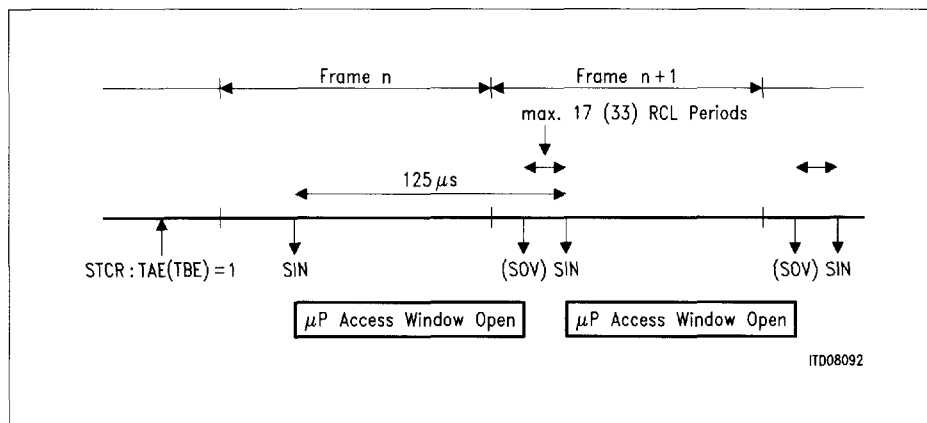 Frame n
Frame n+1
max. 17 (33) RCL Periods
125 μs
STCR : TAE(TBE) = 1
SIN
(SOV) SIN
(SOV) SIN
μP Access Window Open
μP Access Window Open
ITD08092